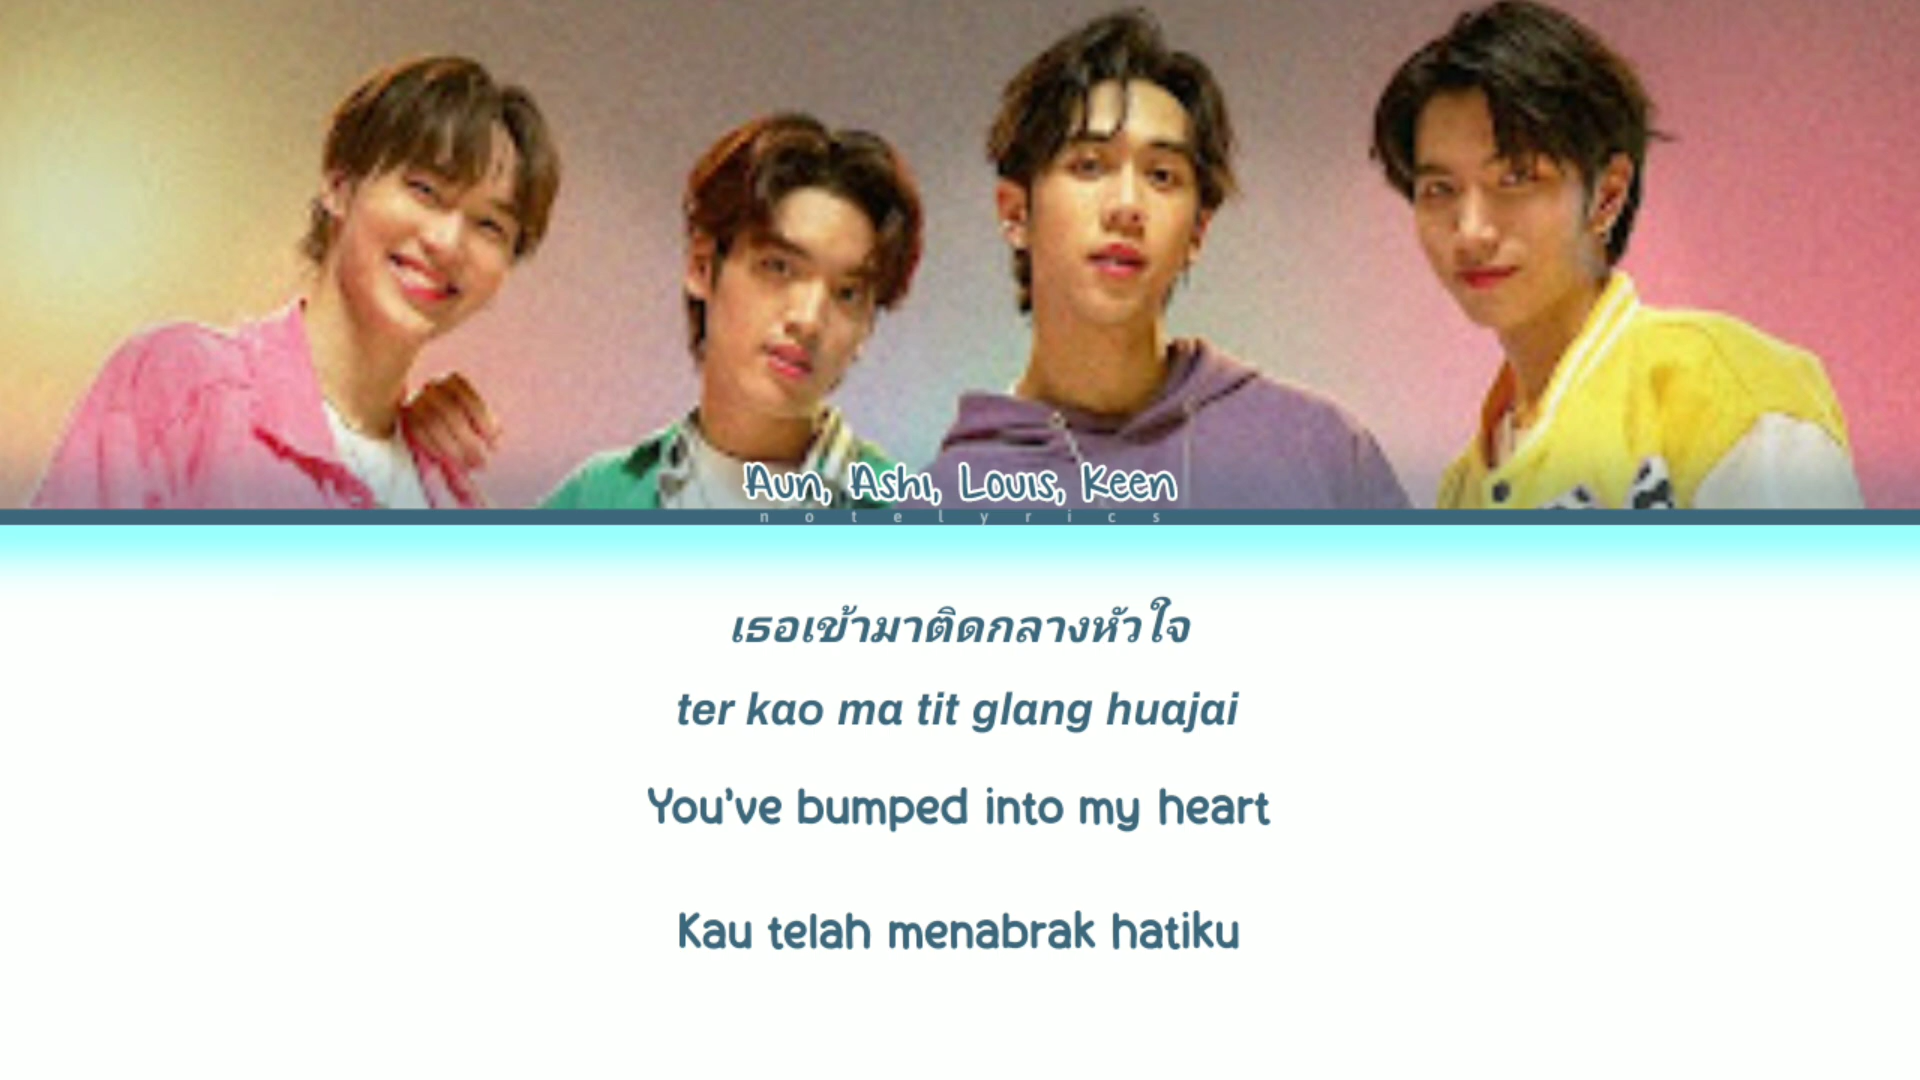 Aun, Ashi, Louis, Keen
notelyrics
เธอเข้ามาติดกลางหัวใจ
ter kao ma tit glang huajai
You've bumped into my heart
Kau telah menabrak hatiku